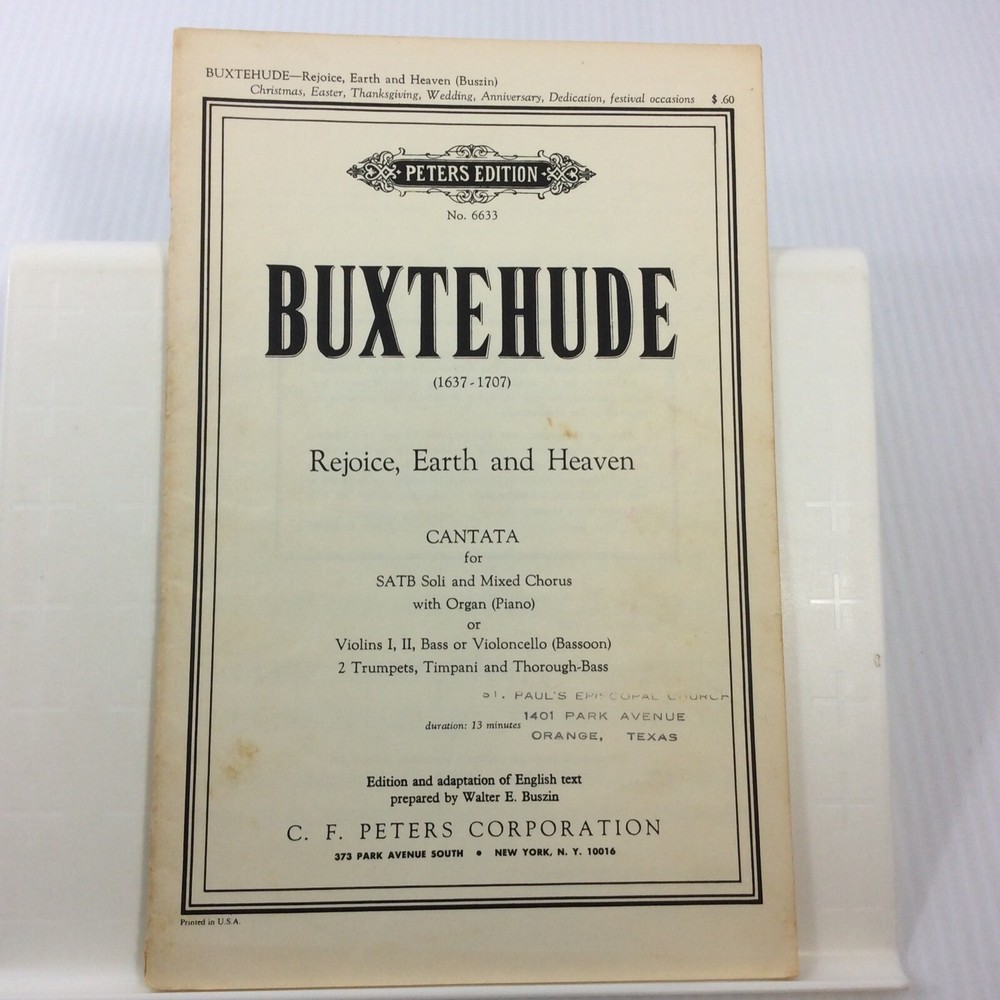 BUXTEHUDE—Rejoice, Earth and Heaven (Buszin)
Christmas, Easter, Thanksgiving, Wedding, Anniversary, Dedication, festival occasions $ .60
PETERS EDITION
No. 6633
BUXTEHUDE
(1637-1707)
Rejoice, Earth and Heaven
CANTATA
for
SATB Soli and Mixed Chorus
with Organ (Piano)
or
Violins I, II, Bass or Violoncello (Bassoon)
2 Trumpets, Timpani and Thorough-Bass
ST. PAUL'S EPISCOPAL CHURCH
duration: 13 minutes 1401 PARK AVENUE
ORANGE, TEXAS
Edition and adaptation of English text
prepared by Walter E. Buszin
C. F. PETERS CORPORATION
373 PARK AVENUE SOUTH • NEW YORK, N. Y. 10016
Printed in U.S.A.